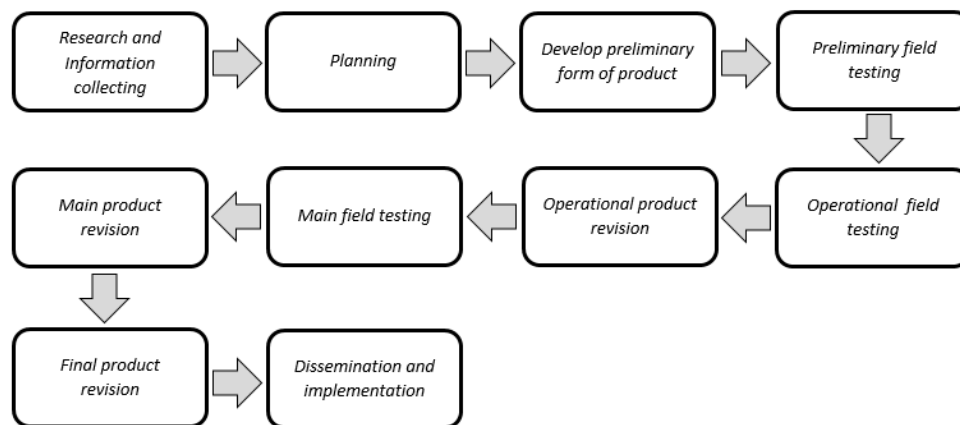 Research and
Information
collecting
Planning
Develop preliminary
form of product
Preliminary field
testing
Operational field
testing
Operational product
revision
Main field testing
Main product
revision
Final product
revision
Dissemination and
implementation